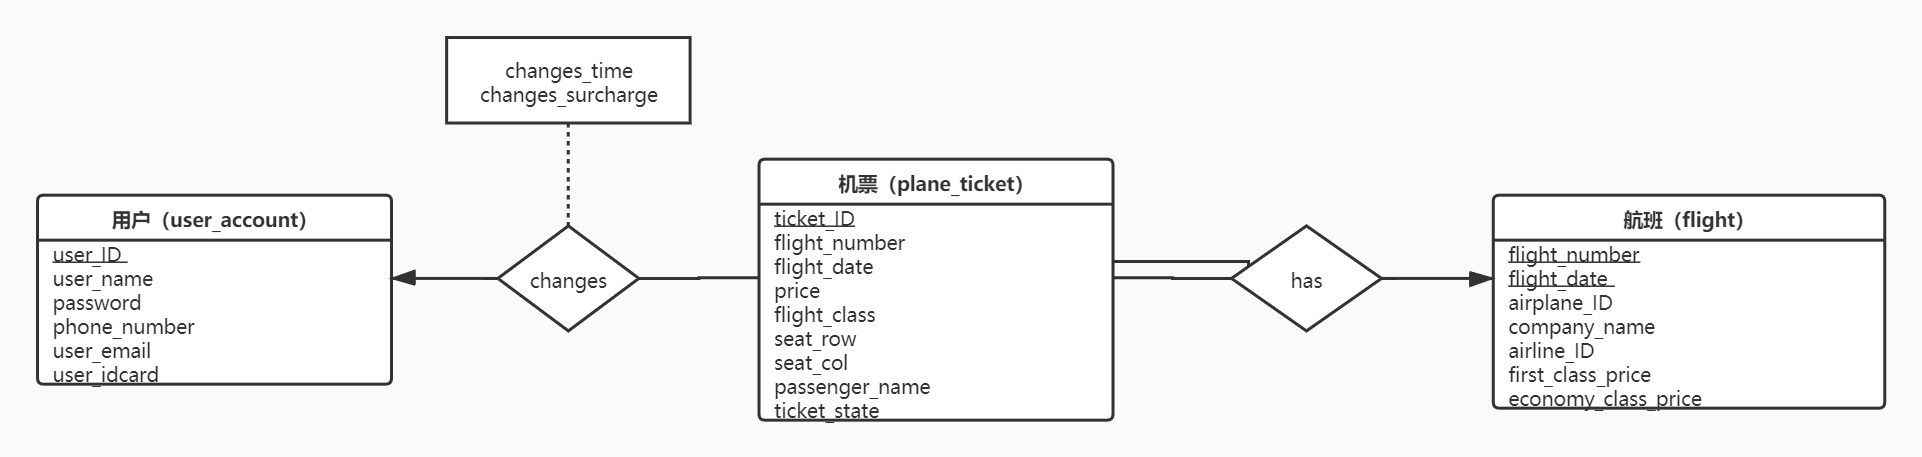 changes_time
changes_surcharge
用户（user_account）
user_ID
user_name
password
phone_number
user_email
user_idcard
changes
机票（plane_ticket）
ticket_ID
flight_number
flight_date
price
flight_class
seat_row
seat_col
passenger_name
ticket_state
has
航班（flight）
flight_number
flight_date
airplane_ID
company_name
airline_ID
first_class_price
economy_class_price